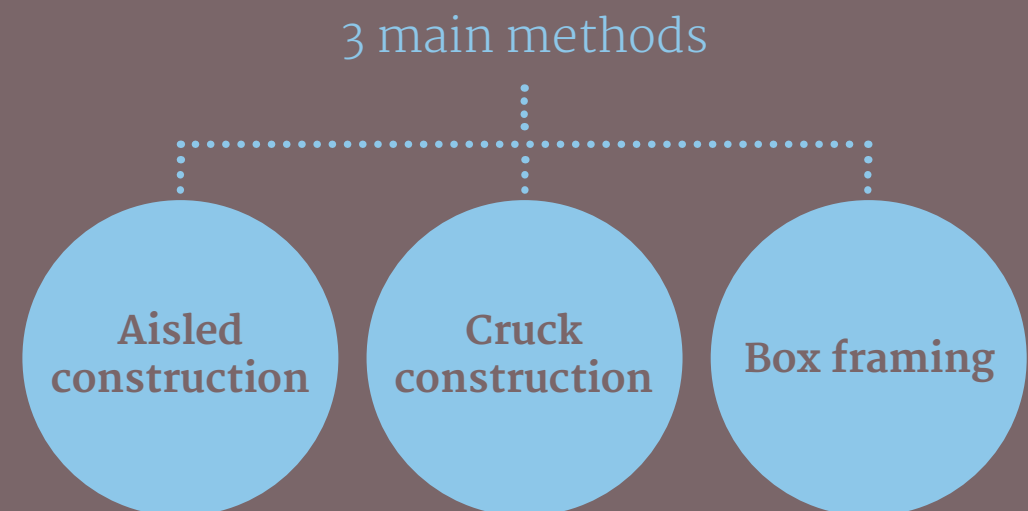 3 main methods
Aisled
construction
Cruck
construction
Box framing